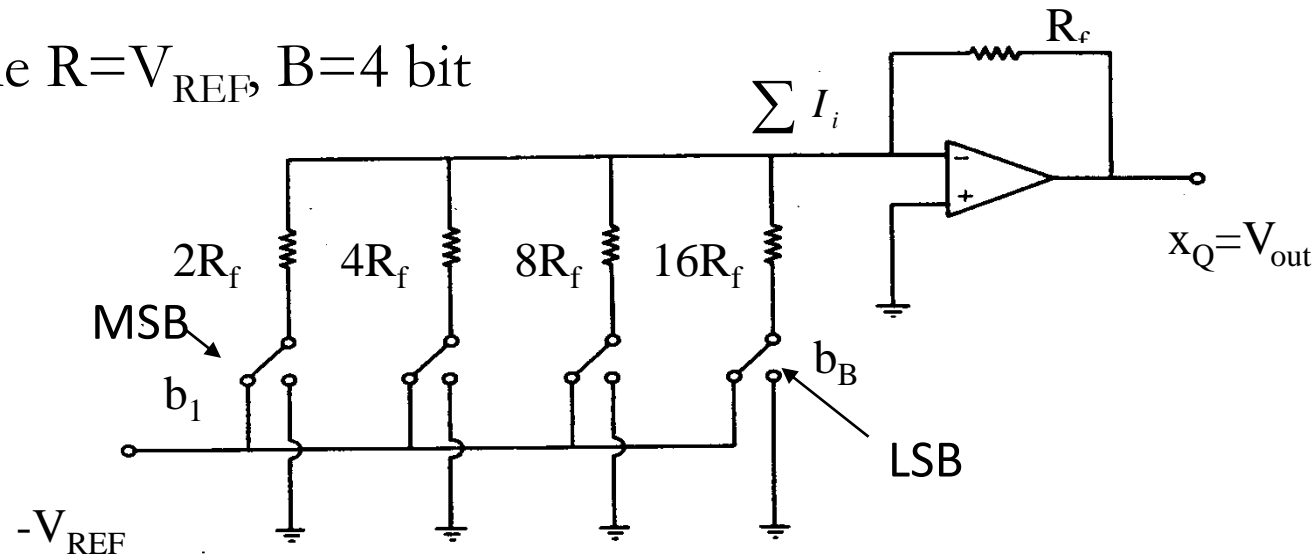 R_f
R=V_REF, B=4 bit
∑ I_i
- 
+
2R_f
4R_f
8R_f
16R_f
x_Q=V_out
MSB
b_1
b_B
LSB
-V_REF